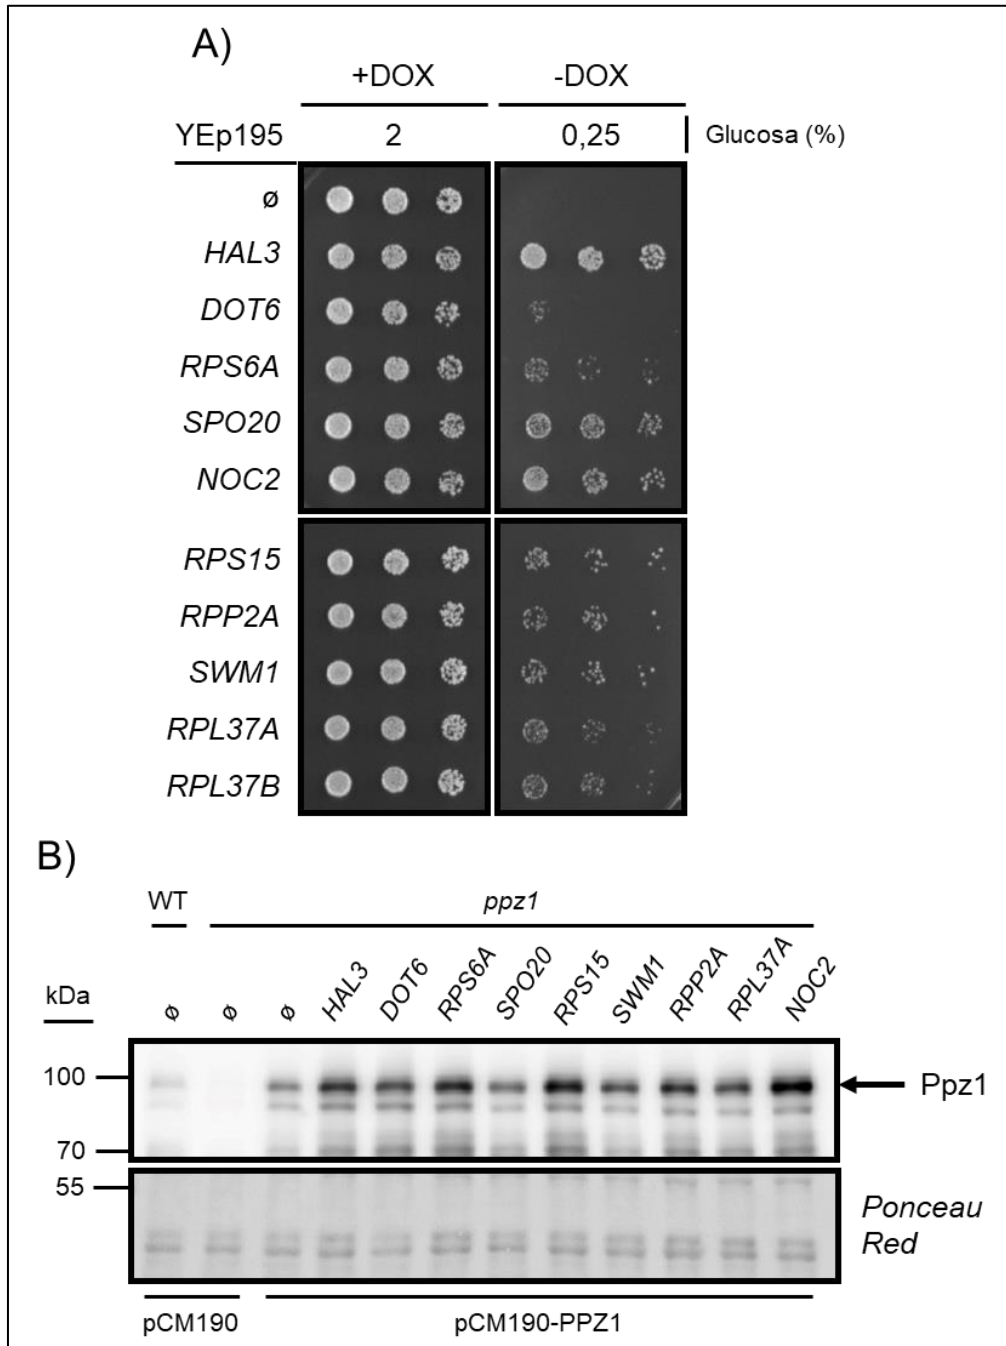 A)
+DOX -DOX
YEp195 2 0,25 Glucosa (%)
ø
HAL3
DOT6
RPS6A
SPO20
NOC2
RPS15
RPP2A
SWM1
RPL37A
RPL37B
B)
WT ppz1
kDa ø ø ø HAL3 DOT6 RPS6A SPO20 RPS15 SWM1 RPP2A RPL37A NOC2
100
Ppz1
70
55
Ponceau
Red
pCM190 pCM190-PPZ1